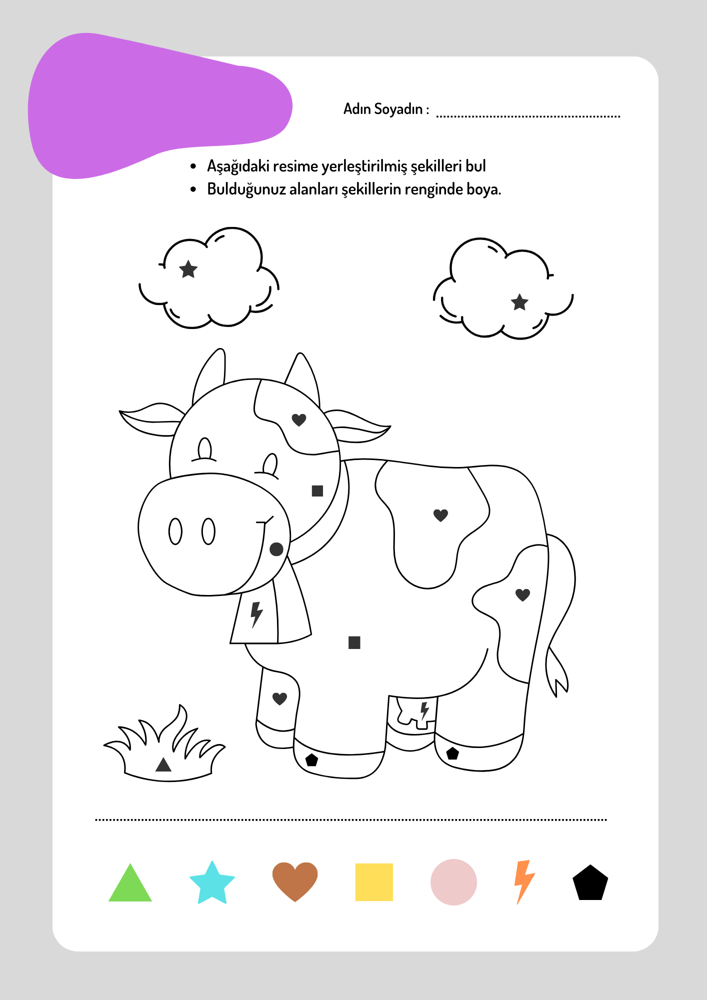 Adın Soyadın : ....................................................
• Aşağıdaki resime yerleştirilmiş şekilleri bul
• Bulduğunuz alanları şekillerin renginde boya.